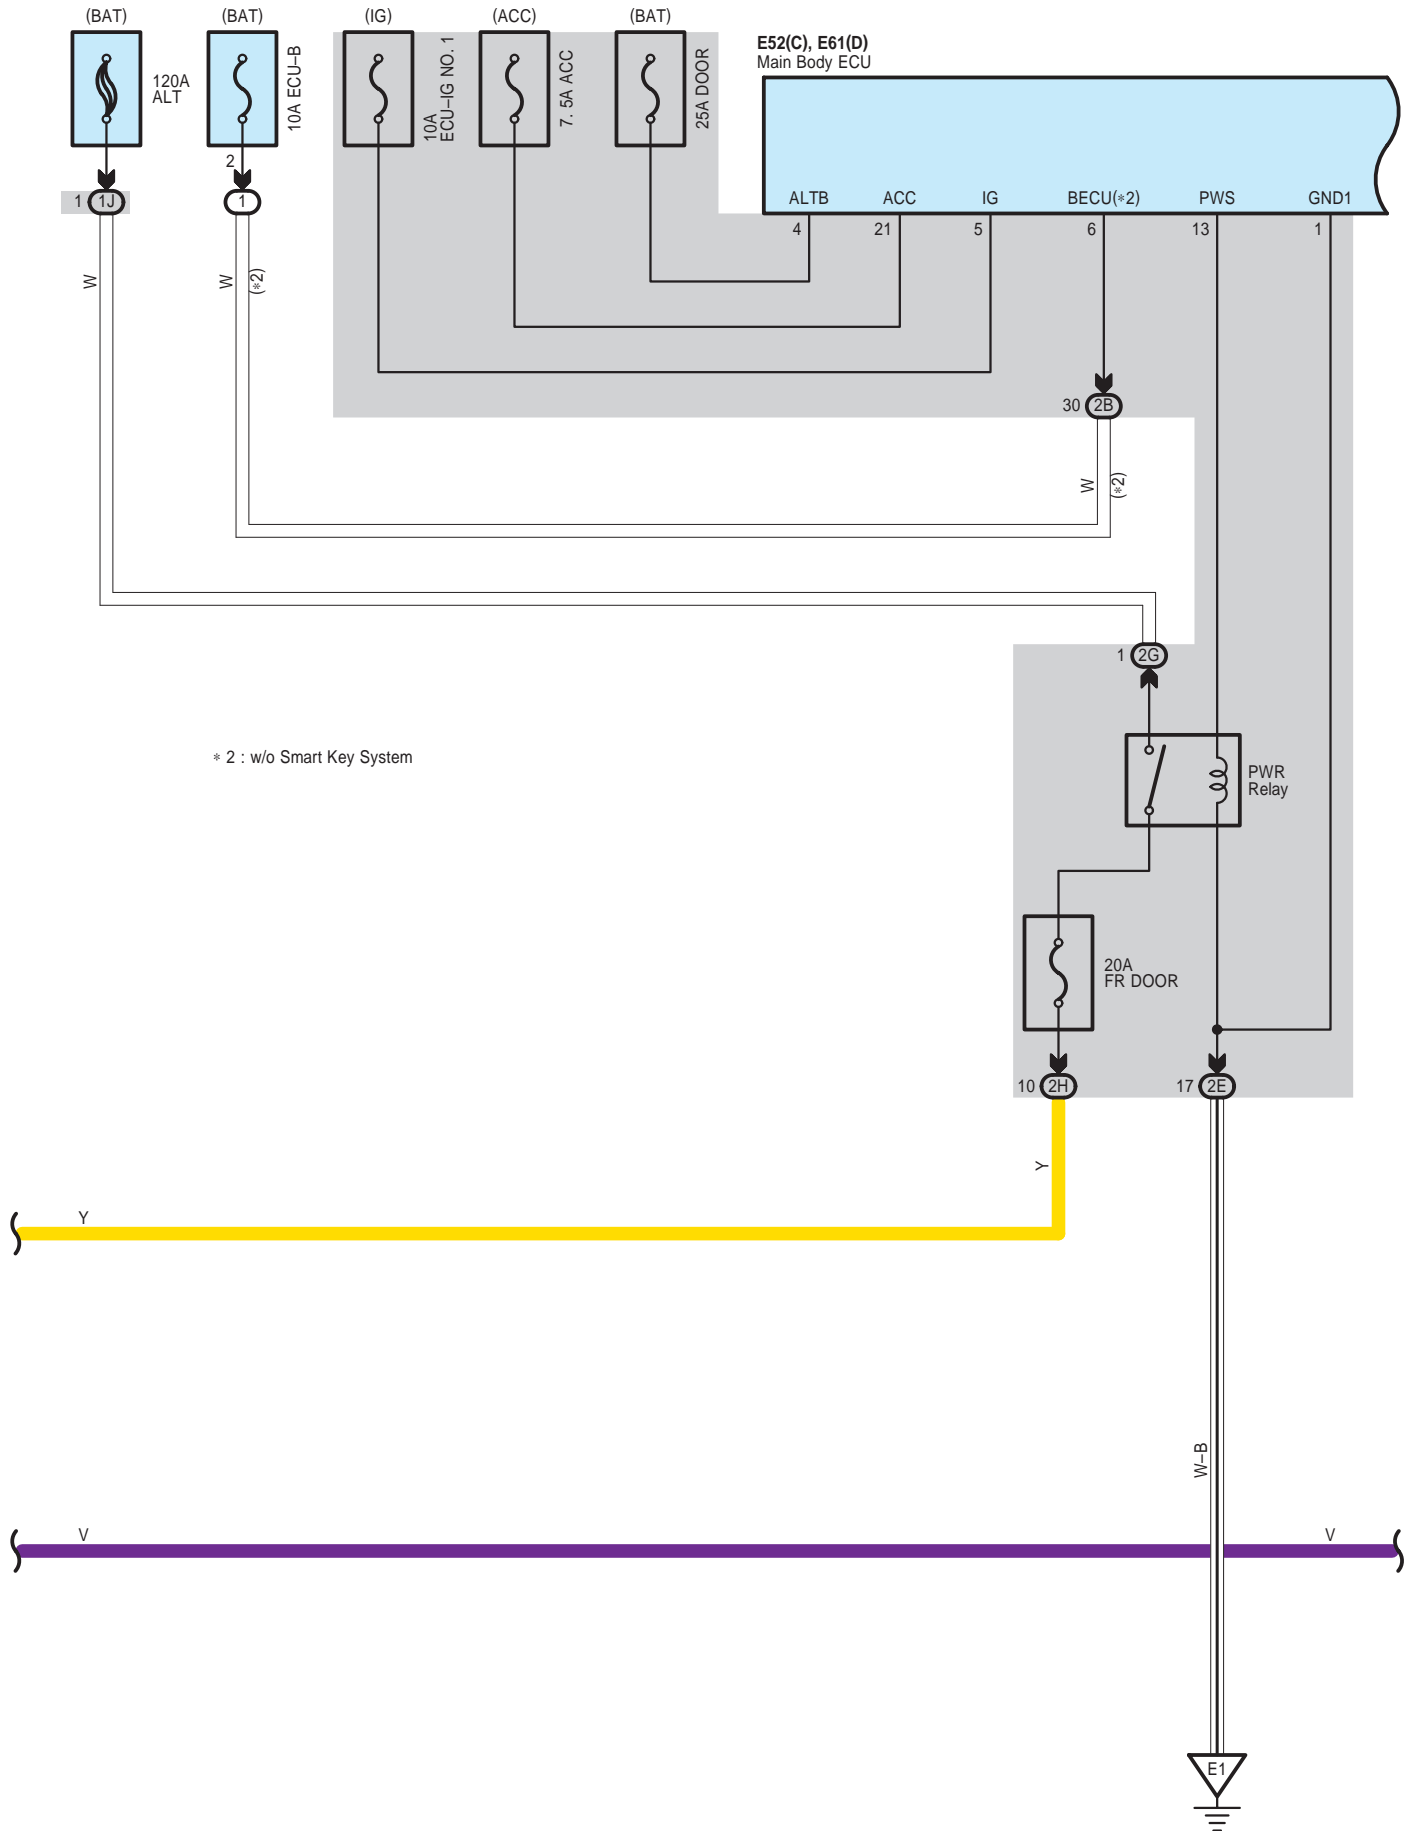 (BAT)
(BAT)
(IG)
(ACC)
(BAT)
120A
ALT
10A ECU–B
10A
ECU–IG NO. 1
7. 5A ACC
25A DOOR
E52(C), E61(D)
Main Body ECU
ALTB
ACC
IG
BECU(∗2)
PWS
GND1
4
21
5
6
13
1
2
1
1J
1
W
W
(∗2)
30
2B
W
(∗2)
1
2G
∗ 2 : w/o Smart Key System
PWR
Relay
20A
FR DOOR
10
2H
17
2E
Y
Y
W–B
V
V
E1